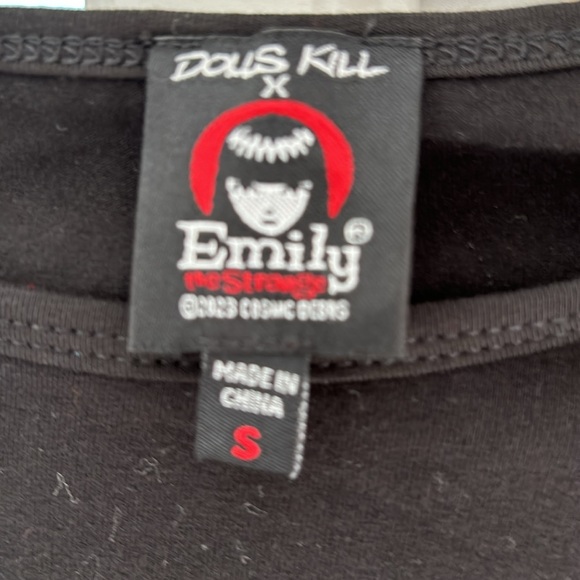 DOLLS KILL
X
Emily®
the Strange
©2023 COSMIC DEBRIS
MADE IN
CHINA
S